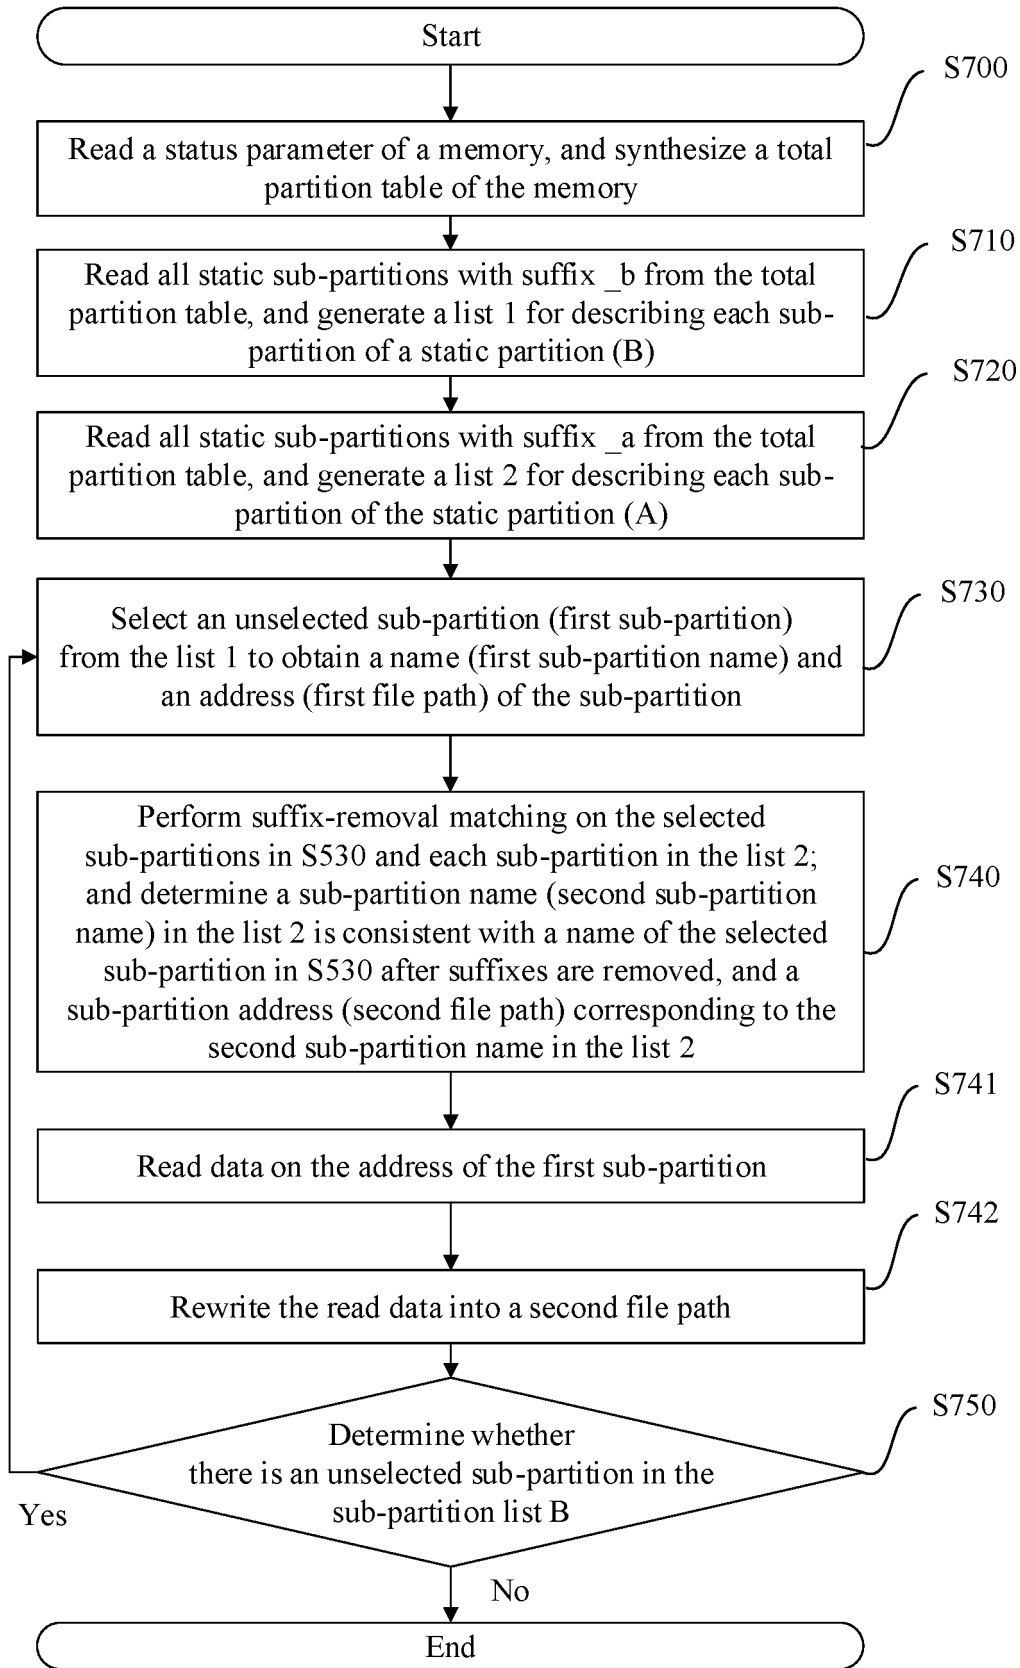 Start
S700
Read a status parameter of a memory, and synthesize a total
partition table of the memory
S710
Read all static sub-partitions with suffix _b from the total
partition table, and generate a list 1 for describing each sub-
partition of a static partition (B)
S720
Read all static sub-partitions with suffix _a from the total
partition table, and generate a list 2 for describing each sub-
partition of the static partition (A)
S730
Select an unselected sub-partition (first sub-partition)
from the list 1 to obtain a name (first sub-partition name) and
an address (first file path) of the sub-partition
Perform suffix-removal matching on the selected
sub-partitions in S530 and each sub-partition in the list 2;
and determine a sub-partition name (second sub-partition
name) in the list 2 is consistent with a name of the selected
sub-partition in S530 after suffixes are removed, and a
sub-partition address (second file path) corresponding to the
second sub-partition name in the list 2
S740
S741
Read data on the address of the first sub-partition
S742
Rewrite the read data into a second file path
S750
Determine whether
there is an unselected sub-partition in the
sub-partition list B
Yes
No
End